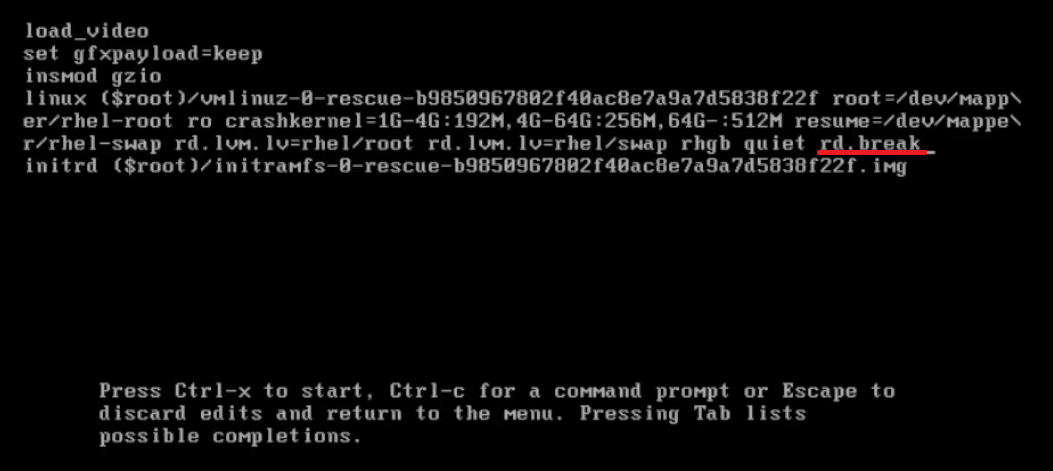 load_video
set gfxpayload=keep
insmod gzio
linux ($root)/vmlinuz-0-rescue-b9850967802f40ac8e7a9a7d5838f22f root=/dev/mapp\
er/rhel-root ro crashkernel=1G-4G:192M,4G-64G:256M,64G-:512M resume=/dev/mappe\
r/rhel-swap rd.lvm.lv=rhel/root rd.lvm.lv=rhel/swap rhgb quiet rd.break_
initrd ($root)/initramfs-0-rescue-b9850967802f40ac8e7a9a7d5838f22f.img
Press Ctrl-x to start, Ctrl-c for a command prompt or Escape to
discard edits and return to the menu. Pressing Tab lists
possible completions.